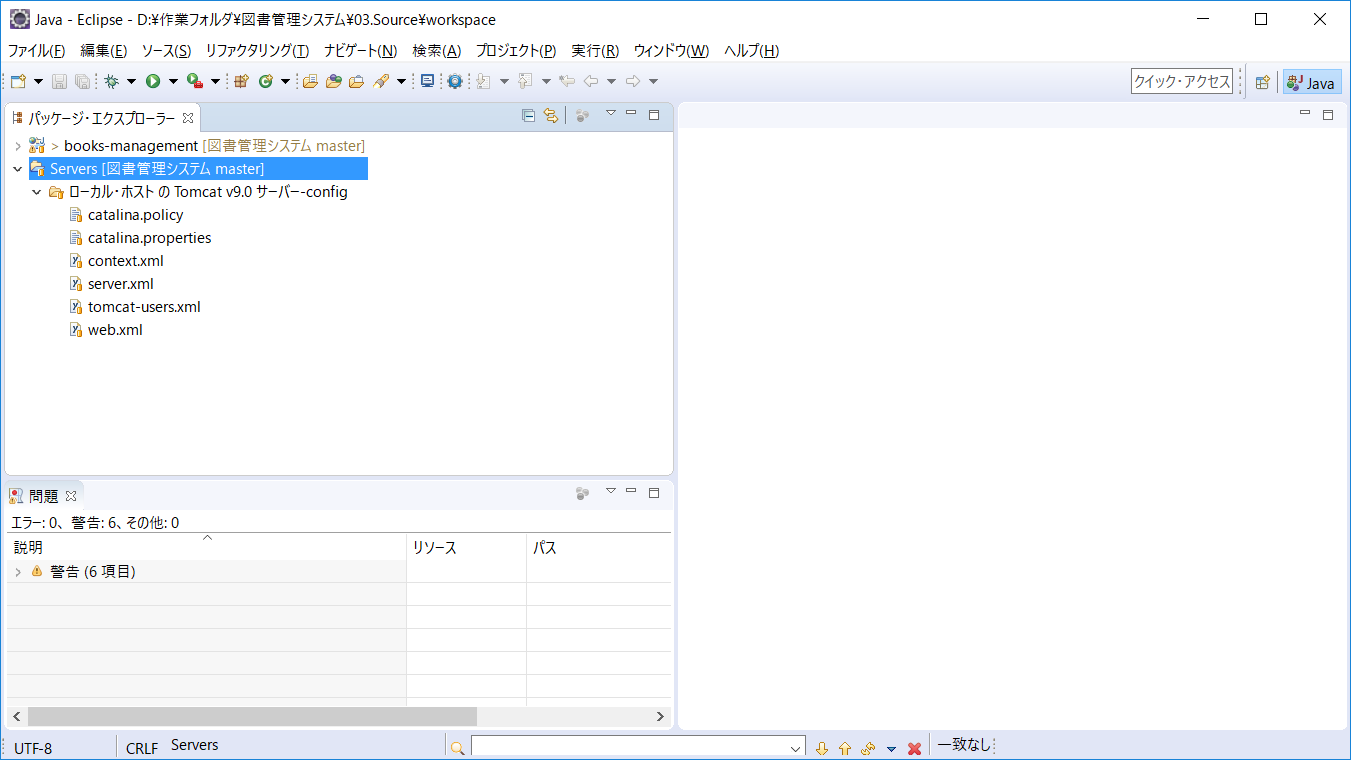 Java - Eclipse - D:¥作業フォルダ¥図書管理システム¥03.Source¥workspace
ファイル(F) 編集(E) ソース(S) リファクタリング(T) ナビゲート(N) 検索(A) プロジェクト(P) 実行(R) ウィンドウ(W) ヘルプ(H)
クイック・アクセス Java
パッケージ・エクスプローラー
> books-management [図書管理システム master]
Servers [図書管理システム master]
ローカル・ホスト の Tomcat v9.0 サーバー-config
catalina.policy
catalina.properties
context.xml
server.xml
tomcat-users.xml
web.xml
問題
エラー: 0、警告: 6、その他: 0
説明 リソース パス
警告 (6 項目)
UTF-8 CRLF Servers 一致なし